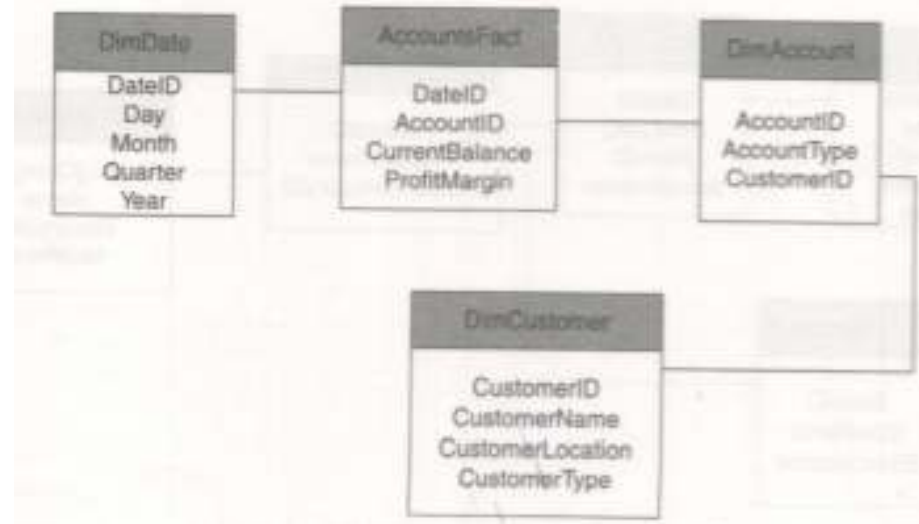 DimDate
DateID
Day
Month
Quarter
Year
AccountsFact
DateID
AccountID
CurrentBalance
ProfitMargin
DimAccount
AccountID
AccountType
CustomerID
DimCustomer
CustomerID
CustomerName
CustomerLocation
CustomerType